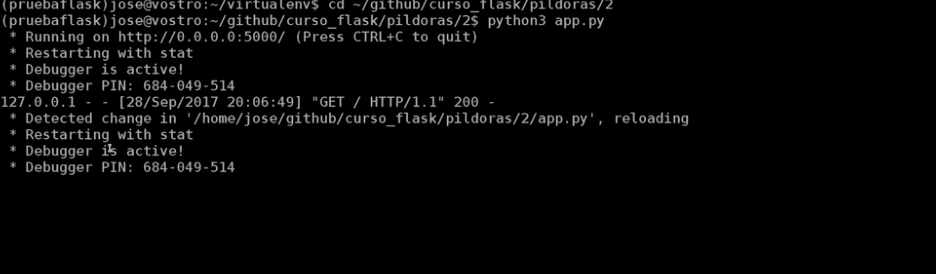 (pruebaflask)jose@vostro:~/virtualenv$ cd ~/github/curso_flask/pildoras/2
(pruebaflask)jose@vostro:~/github/curso_flask/pildoras/2$ python3 app.py
 * Running on http://0.0.0.0:5000/ (Press CTRL+C to quit)
 * Restarting with stat
 * Debugger is active!
 * Debugger PIN: 684-049-514
127.0.0.1 - - [28/Sep/2017 20:06:49] "GET / HTTP/1.1" 200 -
 * Detected change in '/home/jose/github/curso_flask/pildoras/2/app.py', reloading
 * Restarting with stat
 * Debugger is active!
 * Debugger PIN: 684-049-514